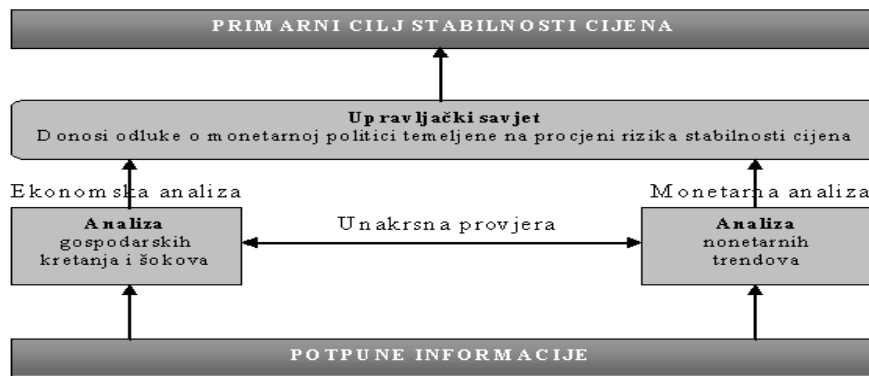 PRIMARNI CILJ STABILNOSTI CIJENA
Upravljački savjet
Donosi odluke o monetarnoj politici temeljene na procjeni rizika stabilnosti cijena
Ekonomska analiza
Monetarna analiza
Analiza
gospodarskih
kretanja i šokova
Unakrsna provjera
Analiza
nonetarnih
trendova
POTPUNE INFORMACIJE